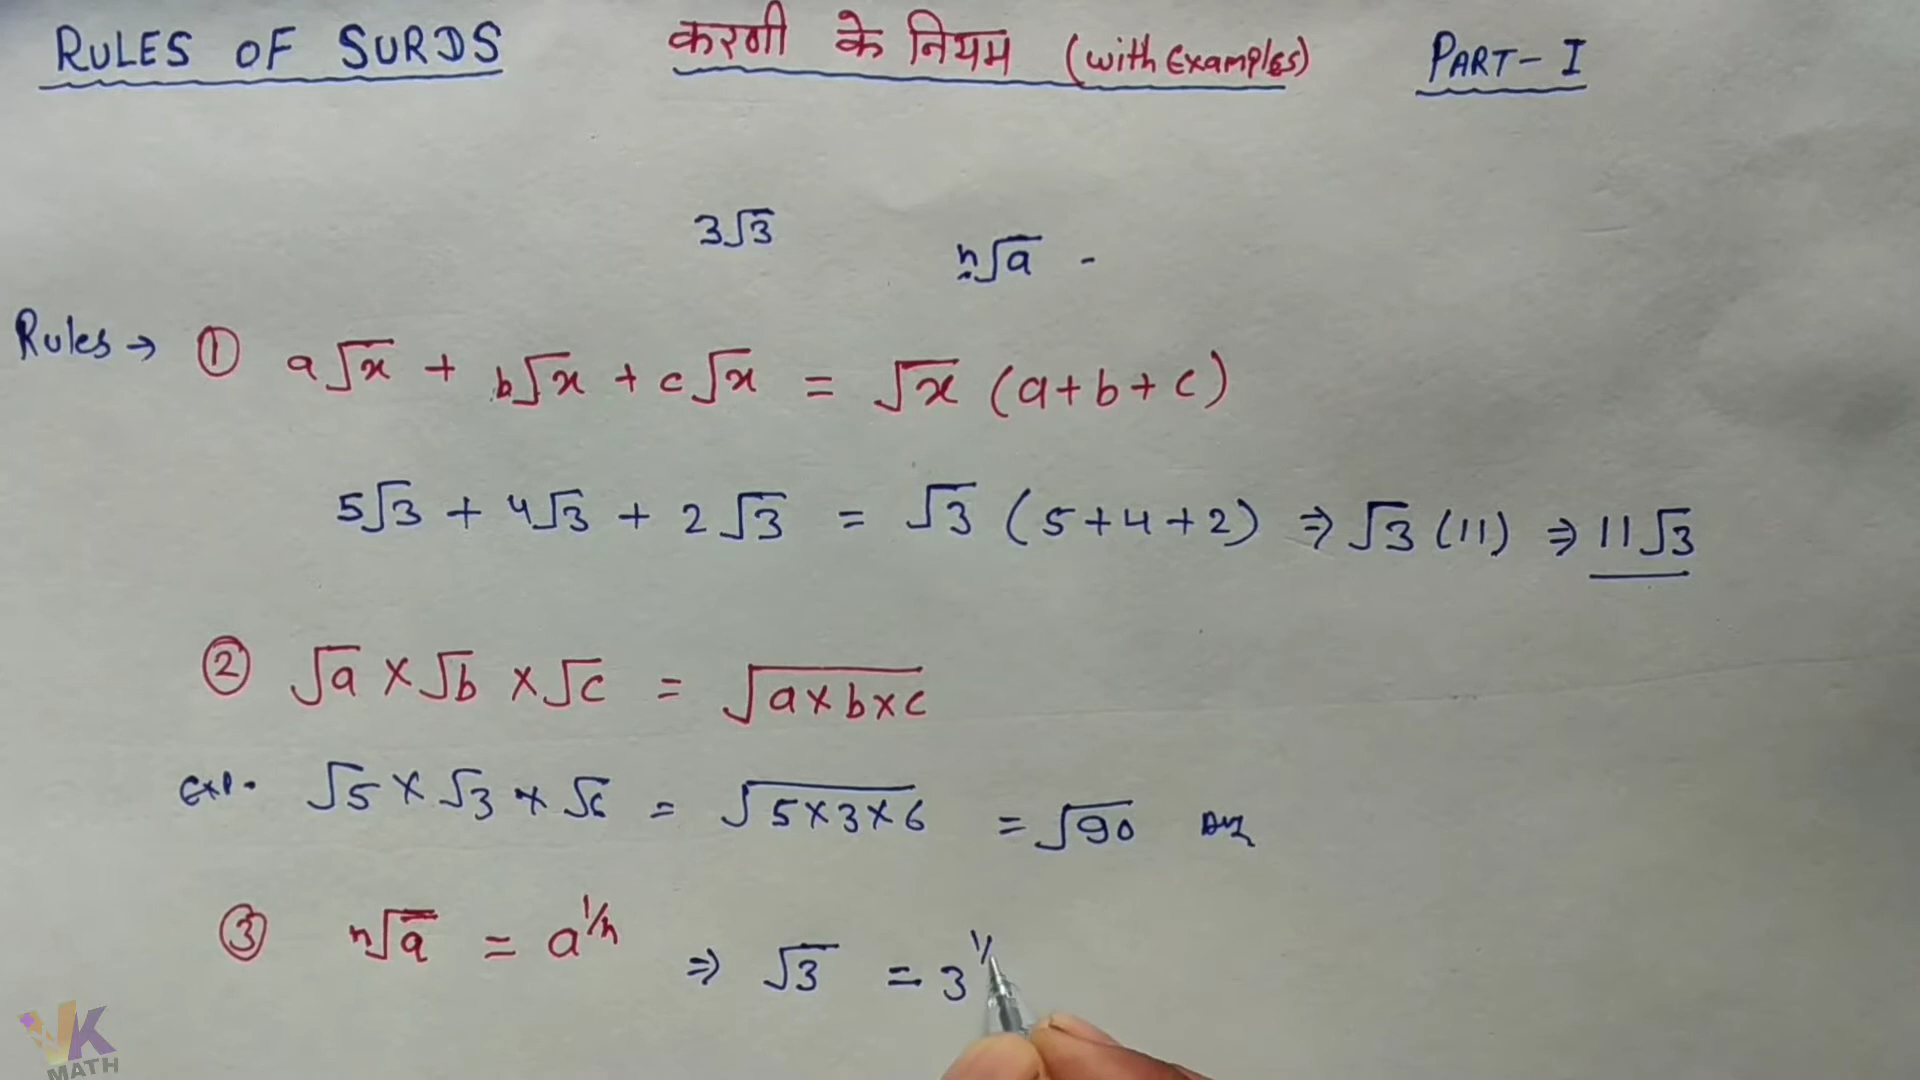 RULES OF SURDS करणी के नियम (with Examples) PART-I
3√3
ⁿ√a -
Rules → ① a√x + b√x + c√x = √x (a+b+c)
5√3 + 4√3 + 2√3 = √3 (5+4+2) ⇒ √3 (11) ⇒ 11√3
② √a × √b × √c = √a×b×c
Exp. √5 × √3 × √6 = √5×3×6 = √90 Ans
③ ⁿ√a = a^1/n ⇒ √3 = 3^1/
VK
MATH